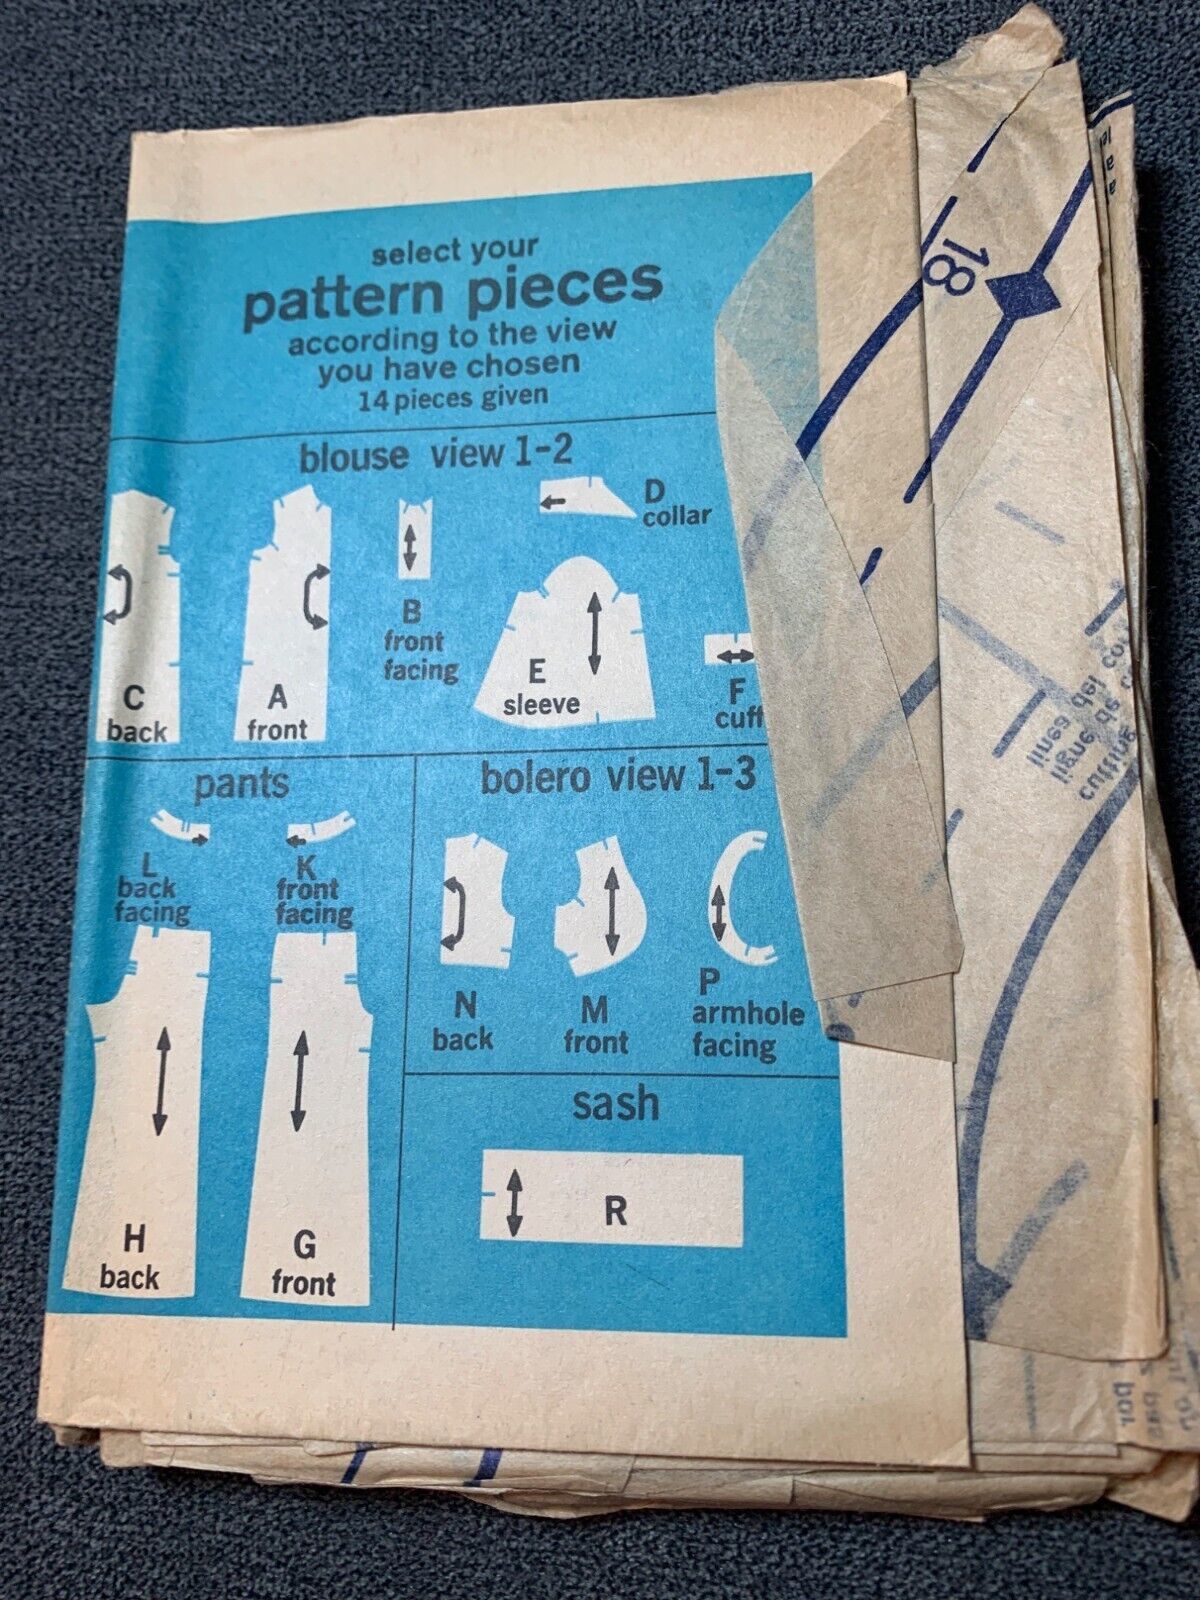 select your
pattern pieces
according to the view
you have chosen
14 pieces given
blouse view 1-2
D
collar
B
front
facing
E
sleeve
F
cuff
C
back
A
front
pants
L
back
facing
K
front
facing
H
back
G
front
bolero view 1-3
N
back
M
front
P
armhole
facing
sash
R
18
cutting